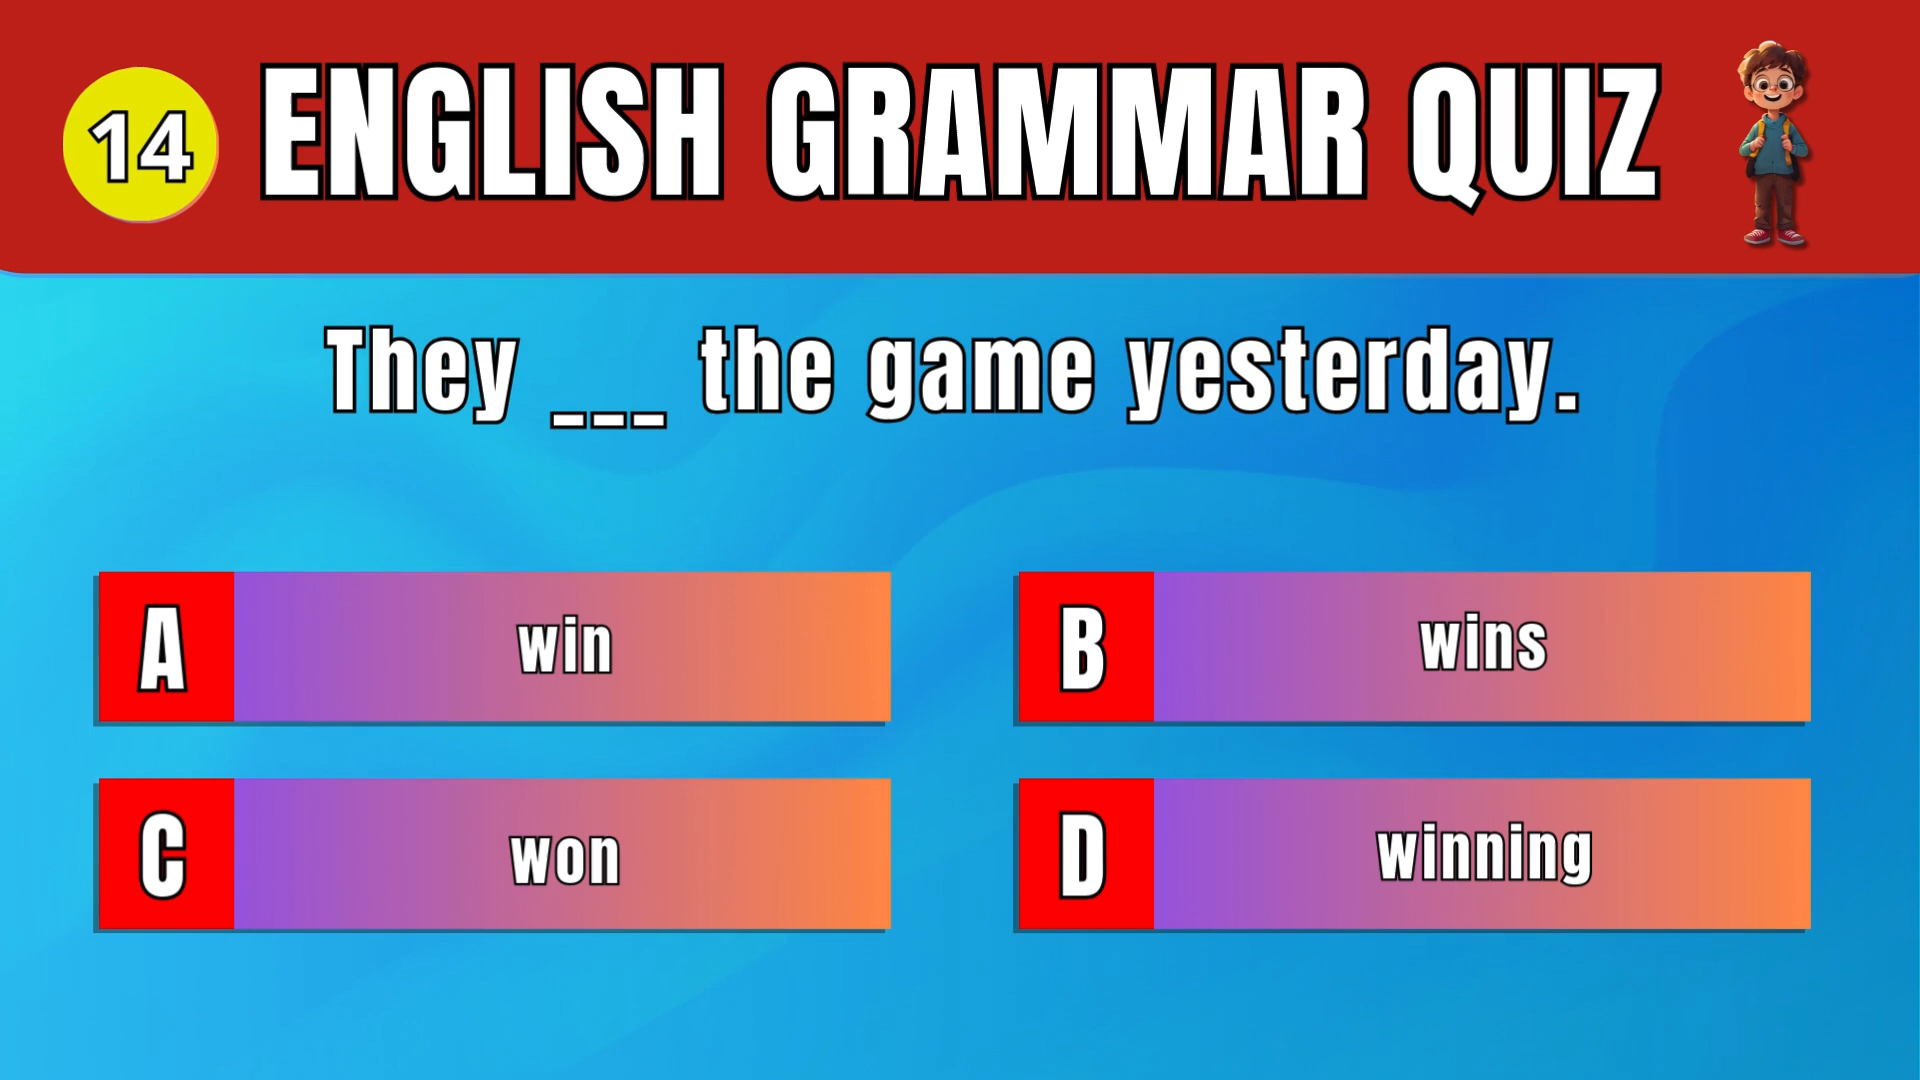 14
ENGLISH GRAMMAR QUIZ
They ___ the game yesterday.
A win
B wins
C won
D winning